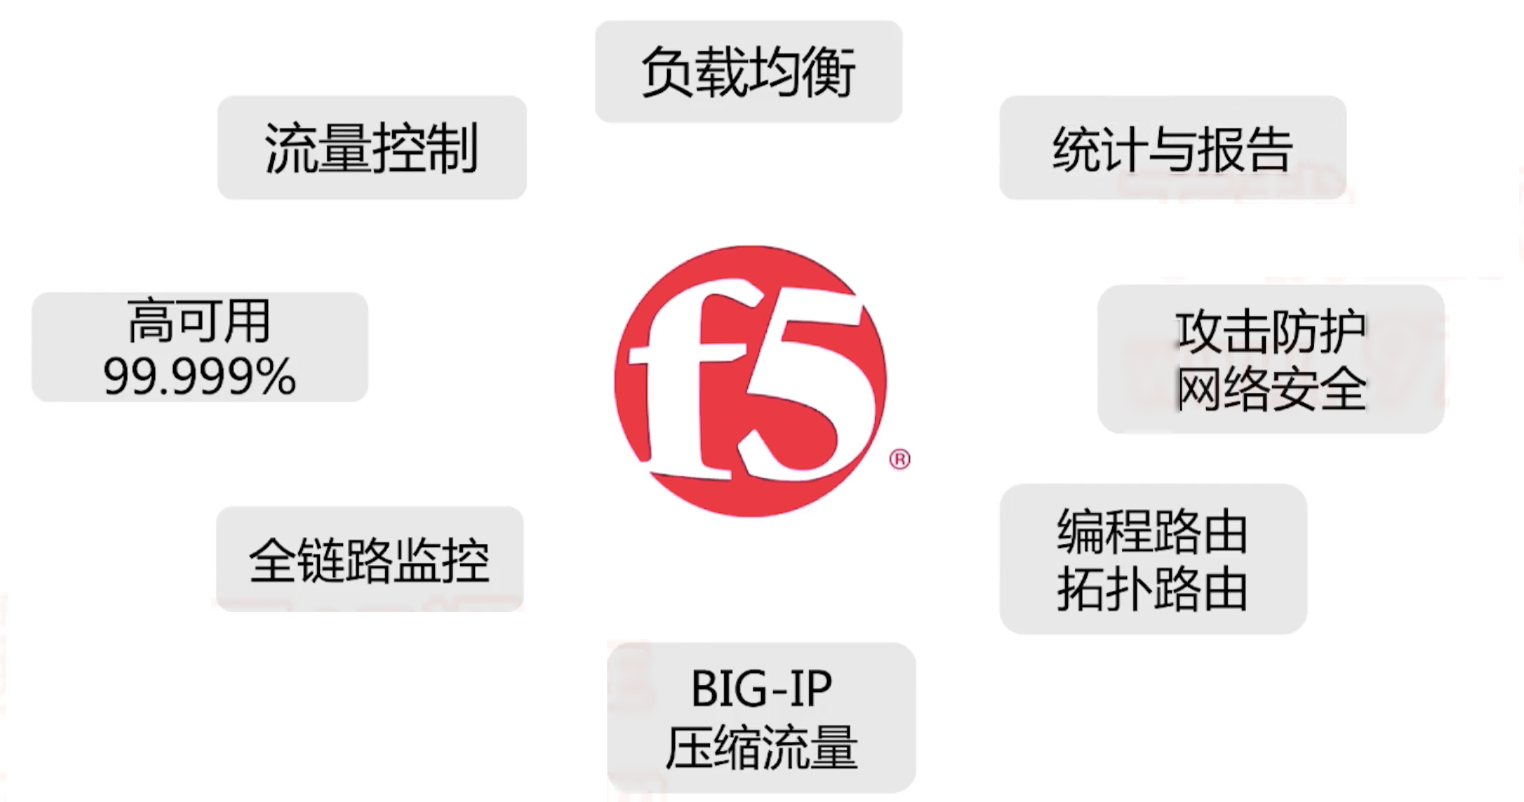 负载均衡
流量控制
统计与报告
高可用
99.999%
攻击防护
网络安全
f5
®
全链路监控
编程路由
拓扑路由
BIG-IP
压缩流量